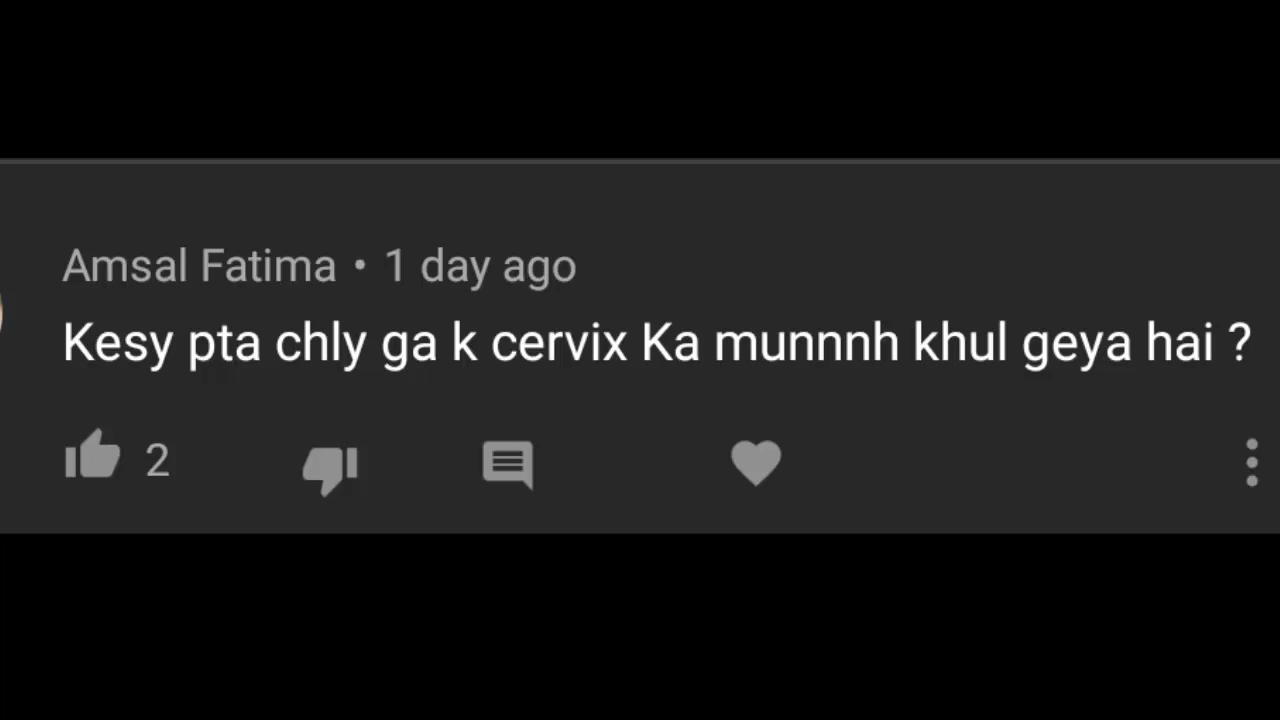 Amsal Fatima • 1 day ago
Kesy pta chly ga k cervix Ka munnnh khul geya hai ?
2